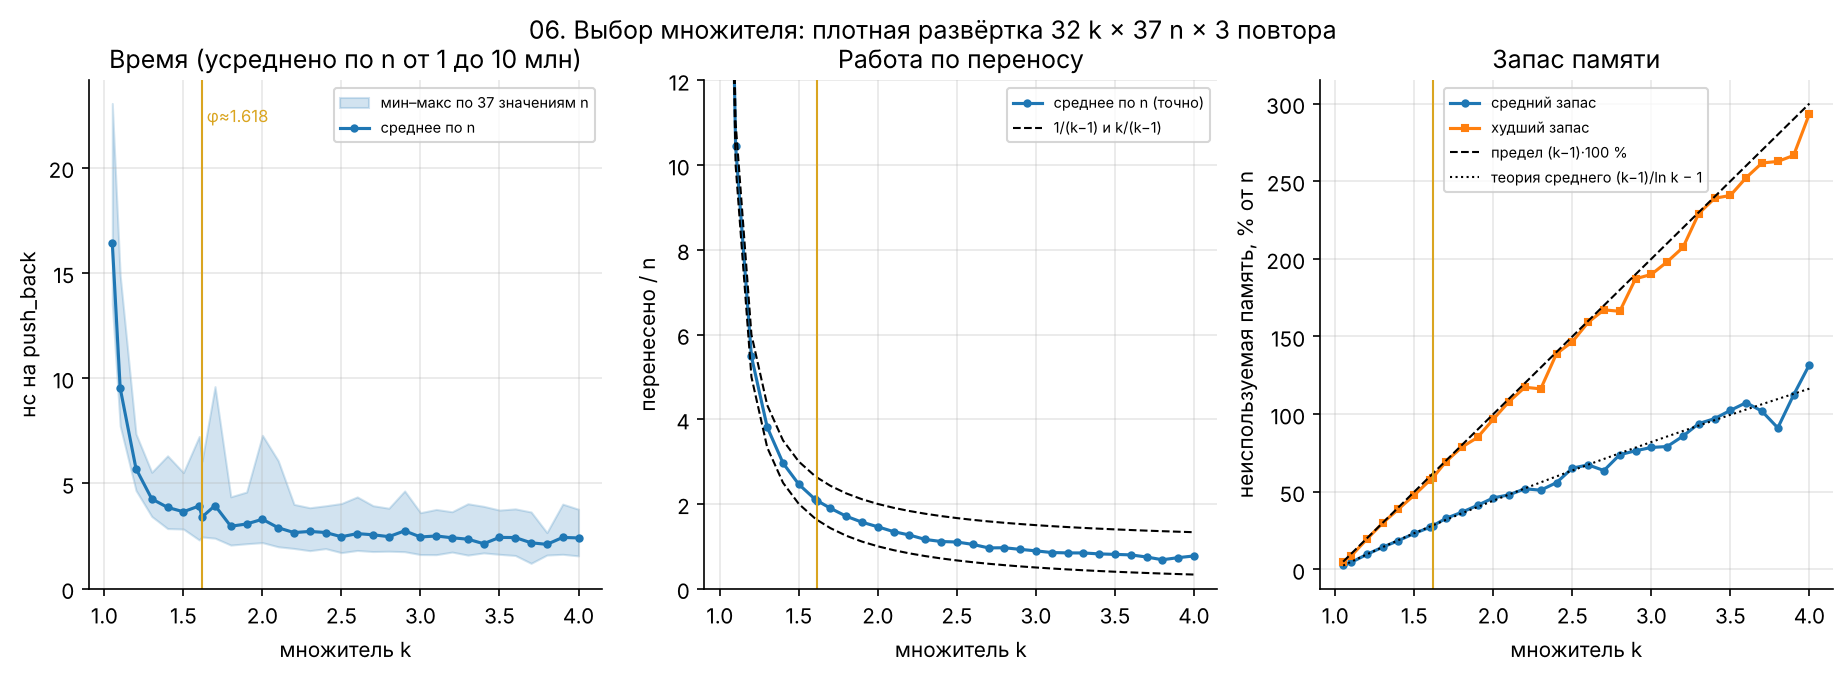 06. Выбор множителя: плотная развёртка 32 k × 37 n × 3 повтора
Время (усреднено по n от 1 до 10 млн)
нс на push_back
20
15
10
5
0
мин–макс по 37 значениям n
среднее по n
φ≈1.618
1.0 1.5 2.0 2.5 3.0 3.5 4.0
множитель k
Работа по переносу
перенесено / n
12
10
8
6
4
2
0
среднее по n (точно)
1/(k−1) и k/(k−1)
1.0 1.5 2.0 2.5 3.0 3.5 4.0
множитель k
Запас памяти
неиспользуемая память, % от n
300
250
200
150
100
50
0
средний запас
худший запас
предел (k−1)·100 %
теория среднего (k−1)/ln k − 1
1.0 1.5 2.0 2.5 3.0 3.5 4.0
множитель k